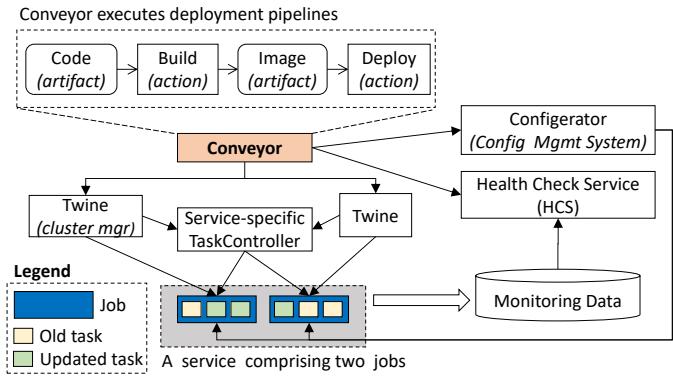 Conveyor executes deployment pipelines
Code
(artifact)
Build
(action)
Image
(artifact)
Deploy
(action)
Conveyor
Configerator
(Config Mgmt System)
Health Check Service
(HCS)
Twine
(cluster mgr)
Service-specific
TaskController
Twine
Monitoring Data
Legend
Job
Old task
Updated task
A service comprising two jobs